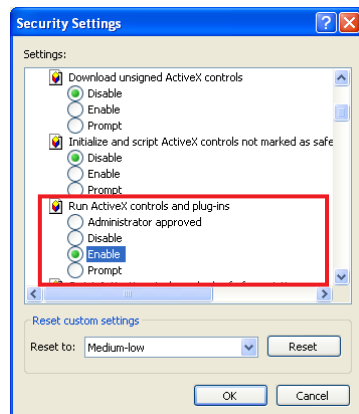 Security Settings
Settings:
Download unsigned ActiveX controls
Disable
Enable
Prompt
Initialize and script ActiveX controls not marked as safe
Disable
Enable
Prompt
Run ActiveX controls and plug-ins
Administrator approved
Disable
Enable
Prompt
Reset custom settings
Reset to:
Medium-low
Reset
OK
Cancel